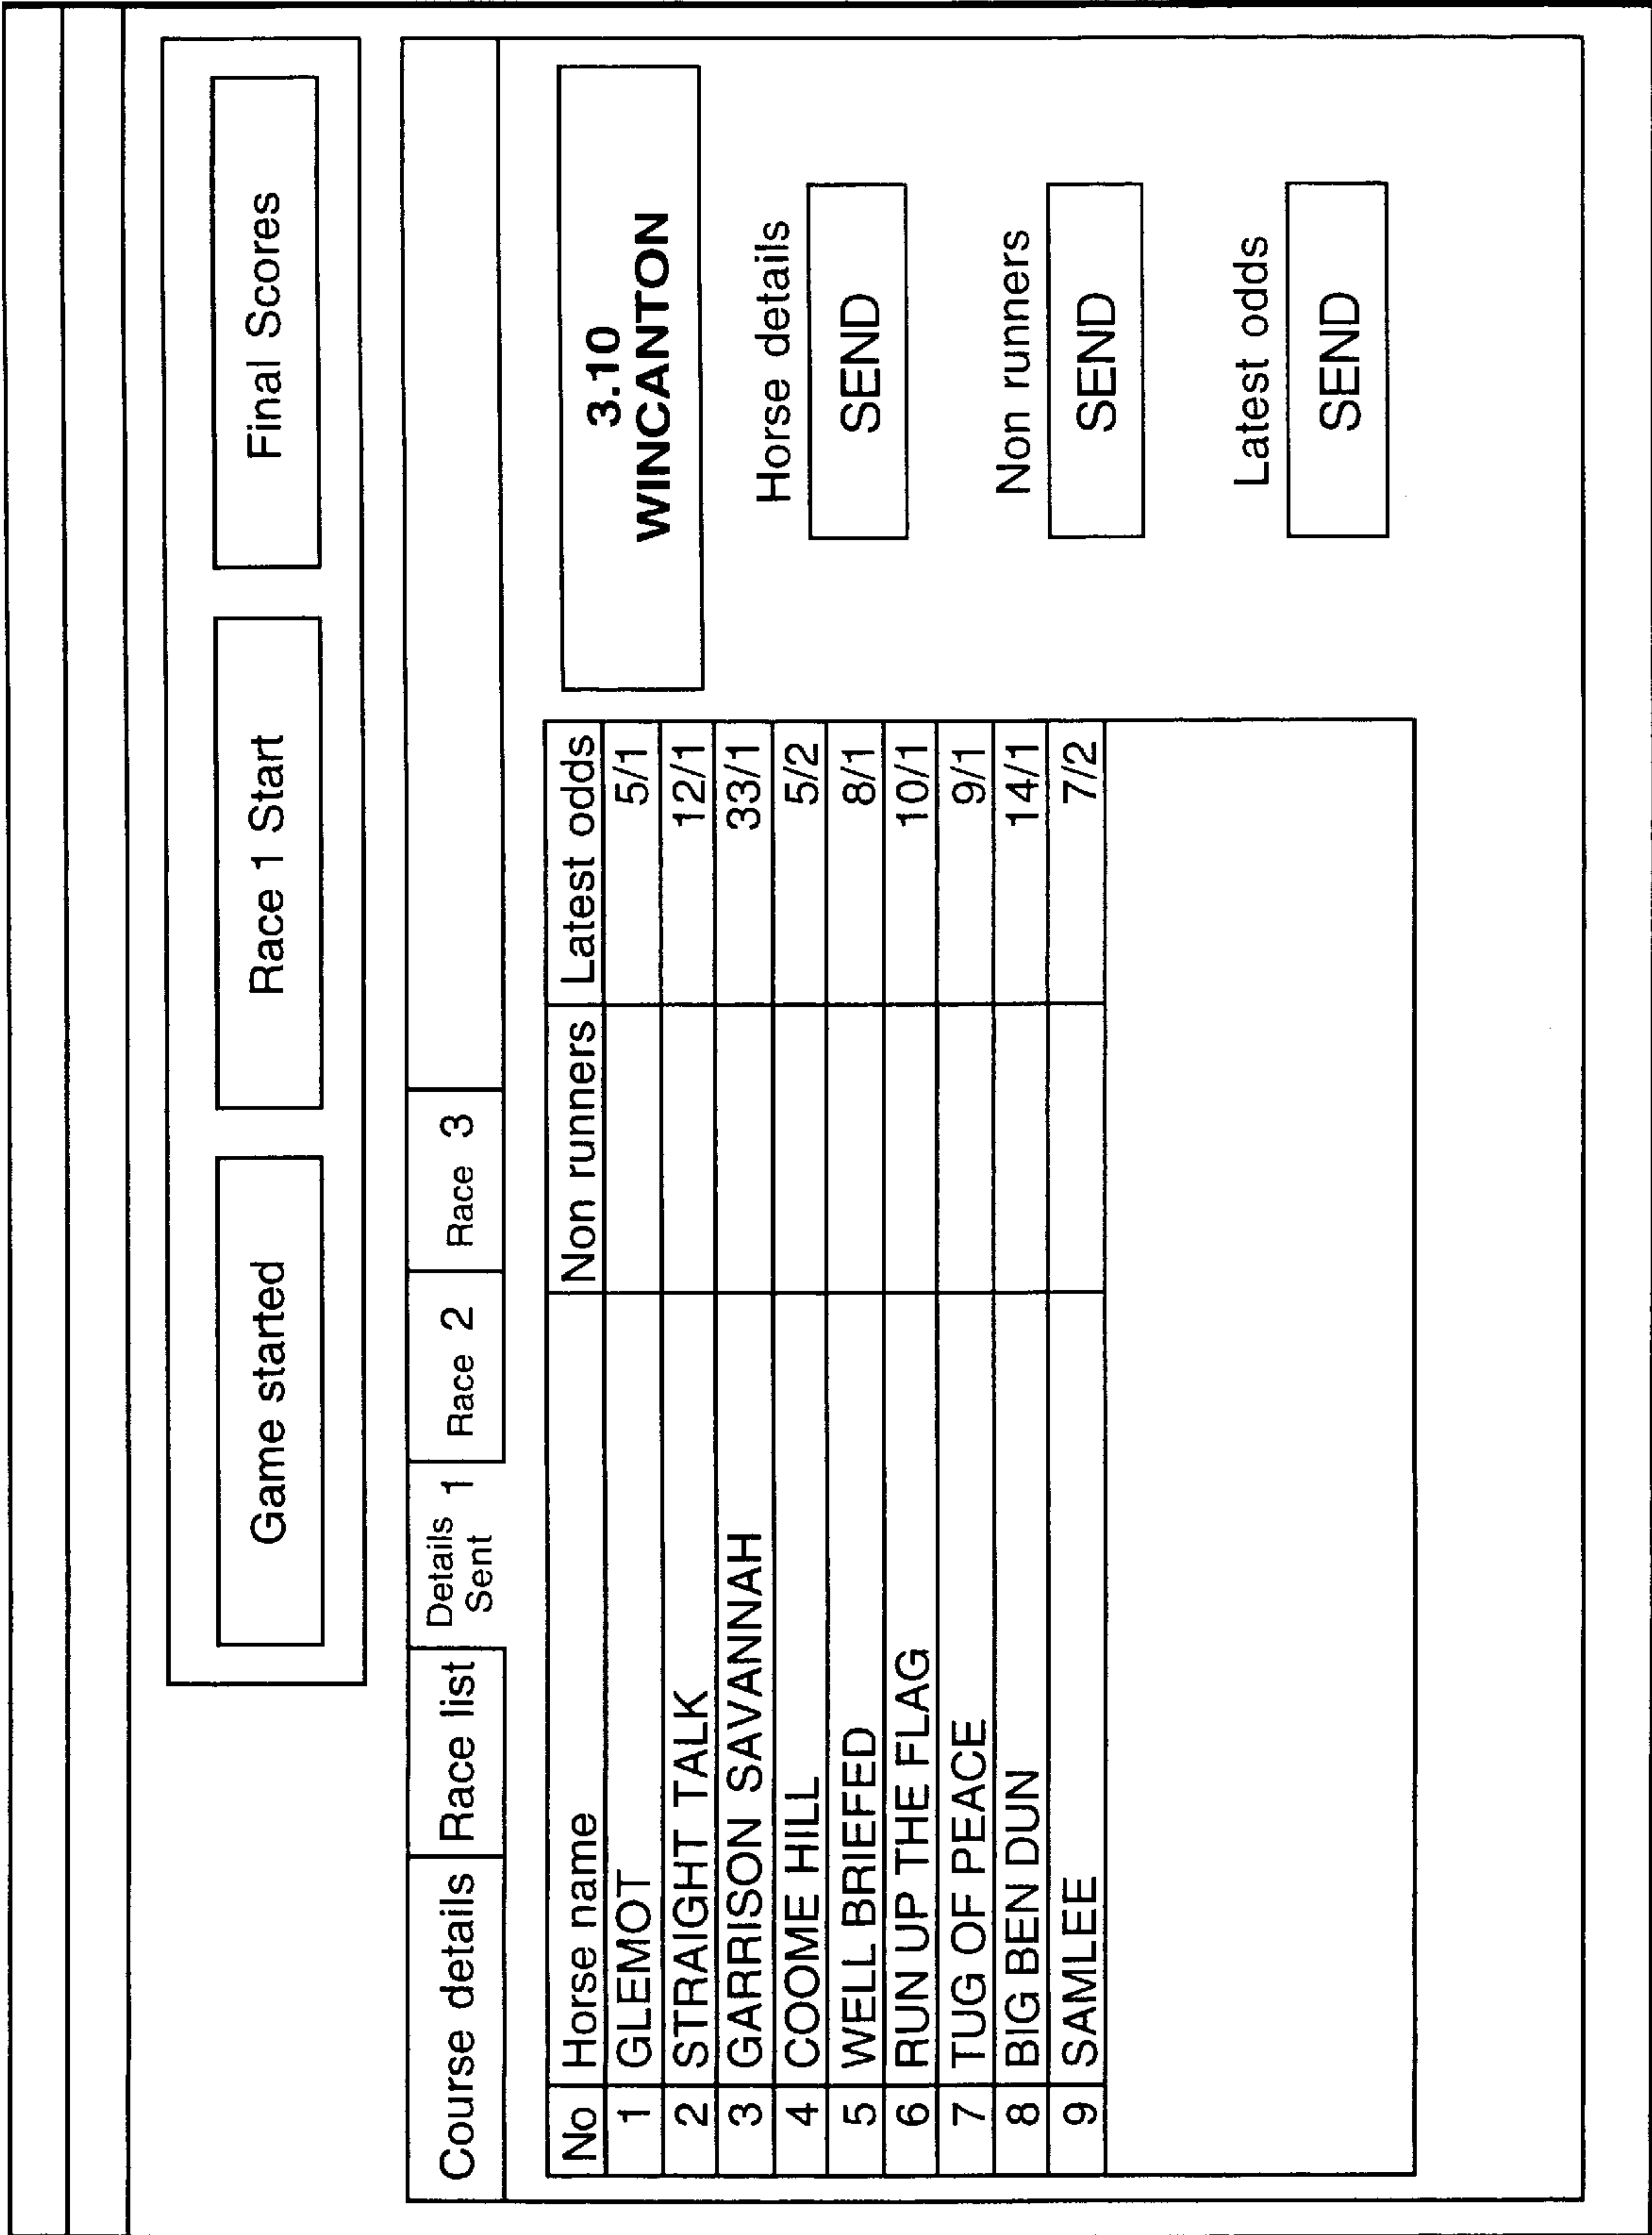 Game started Race 1 Start Final Scores
Course details Race list Details Sent 1 Race 2 Race 3
No Horse name Non runners Latest odds
1 GLEMOT 5/1
2 STRAIGHT TALK 12/1
3 GARRISON SAVANNAH 33/1
4 COOME HILL 5/2
5 WELL BRIEFED 8/1
6 RUN UP THE FLAG 10/1
7 TUG OF PEACE 9/1
8 BIG BEN DUN 14/1
9 SAMLEE 7/2
3.10
WINCANTON
Horse details
SEND
Non runners
SEND
Latest odds
SEND